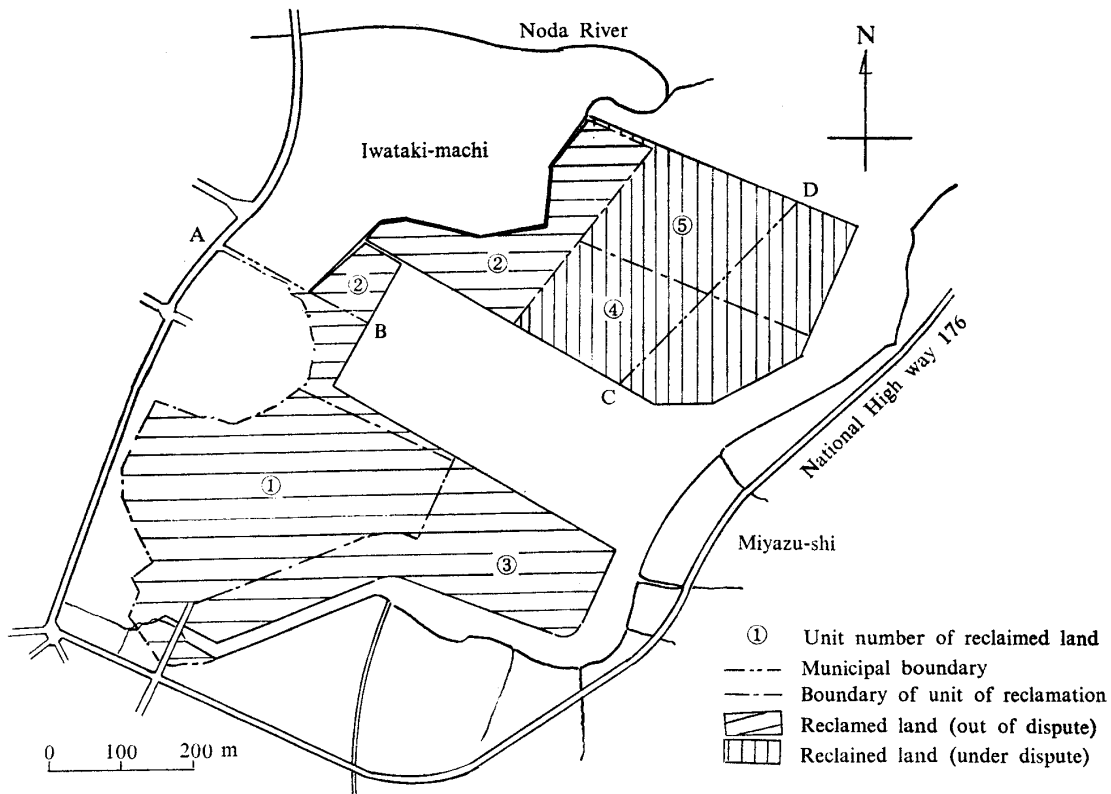 Noda River
N
Iwataki-machi
D
A
⑤
②
②
B
④
C
National High way 176
①
Miyazu-shi
③
① Unit number of reclaimed land
Municipal boundary
Boundary of unit of reclamation
Reclamed land (out of dispute)
Reclained land (under dispute)
0 100 200 m